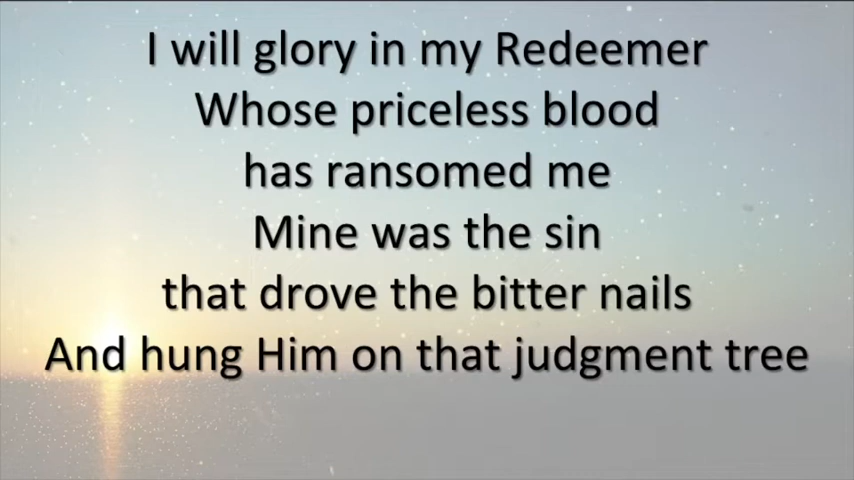 I will glory in my Redeemer
Whose priceless blood
has ransomed me
Mine was the sin
that drove the bitter nails
And hung Him on that judgment tree